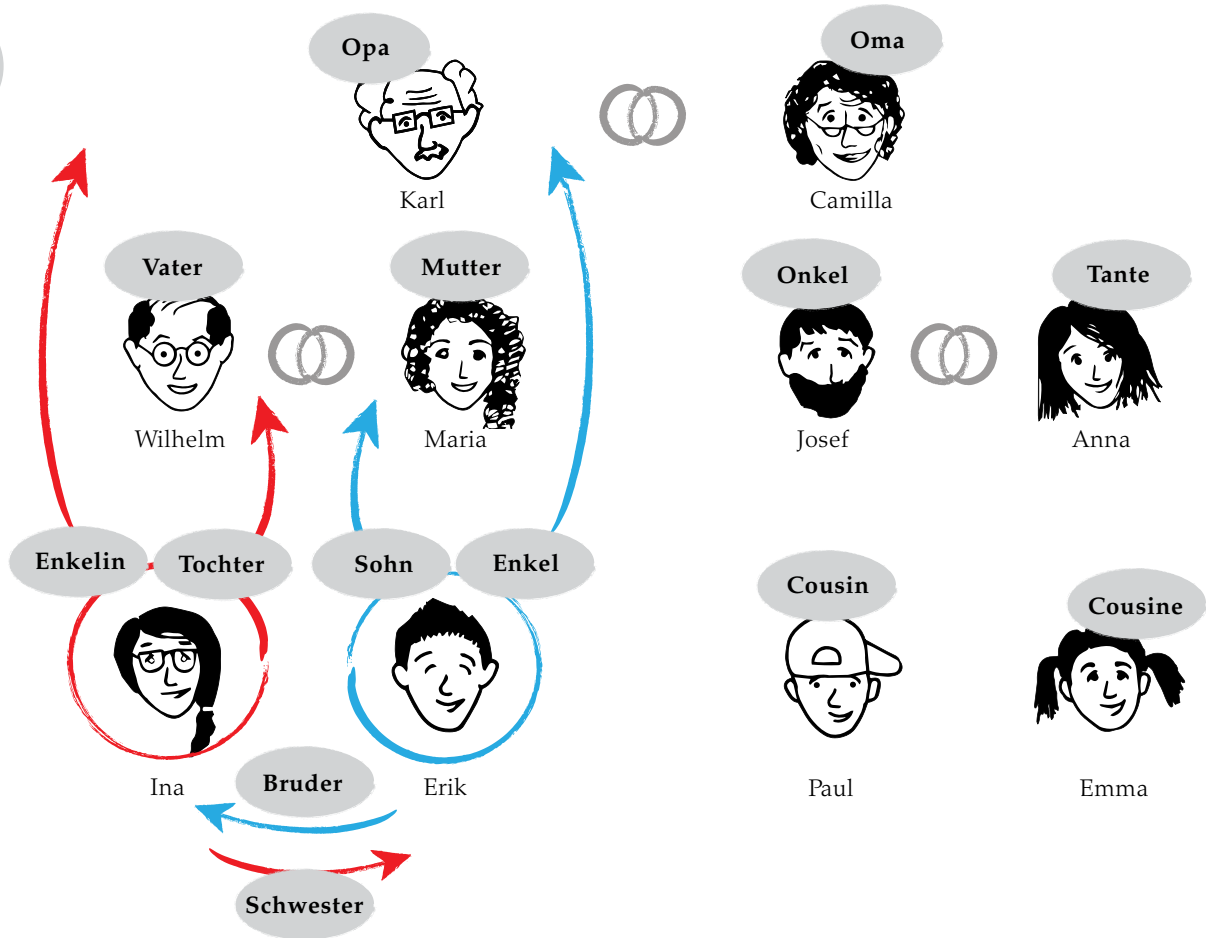 Opa
Oma
Karl
Camilla
Vater
Mutter
Onkel
Tante
Wilhelm
Maria
Josef
Anna
Enkelin
Tochter
Sohn
Enkel
Cousin
Cousine
Ina
Bruder
Erik
Paul
Emma
Schwester